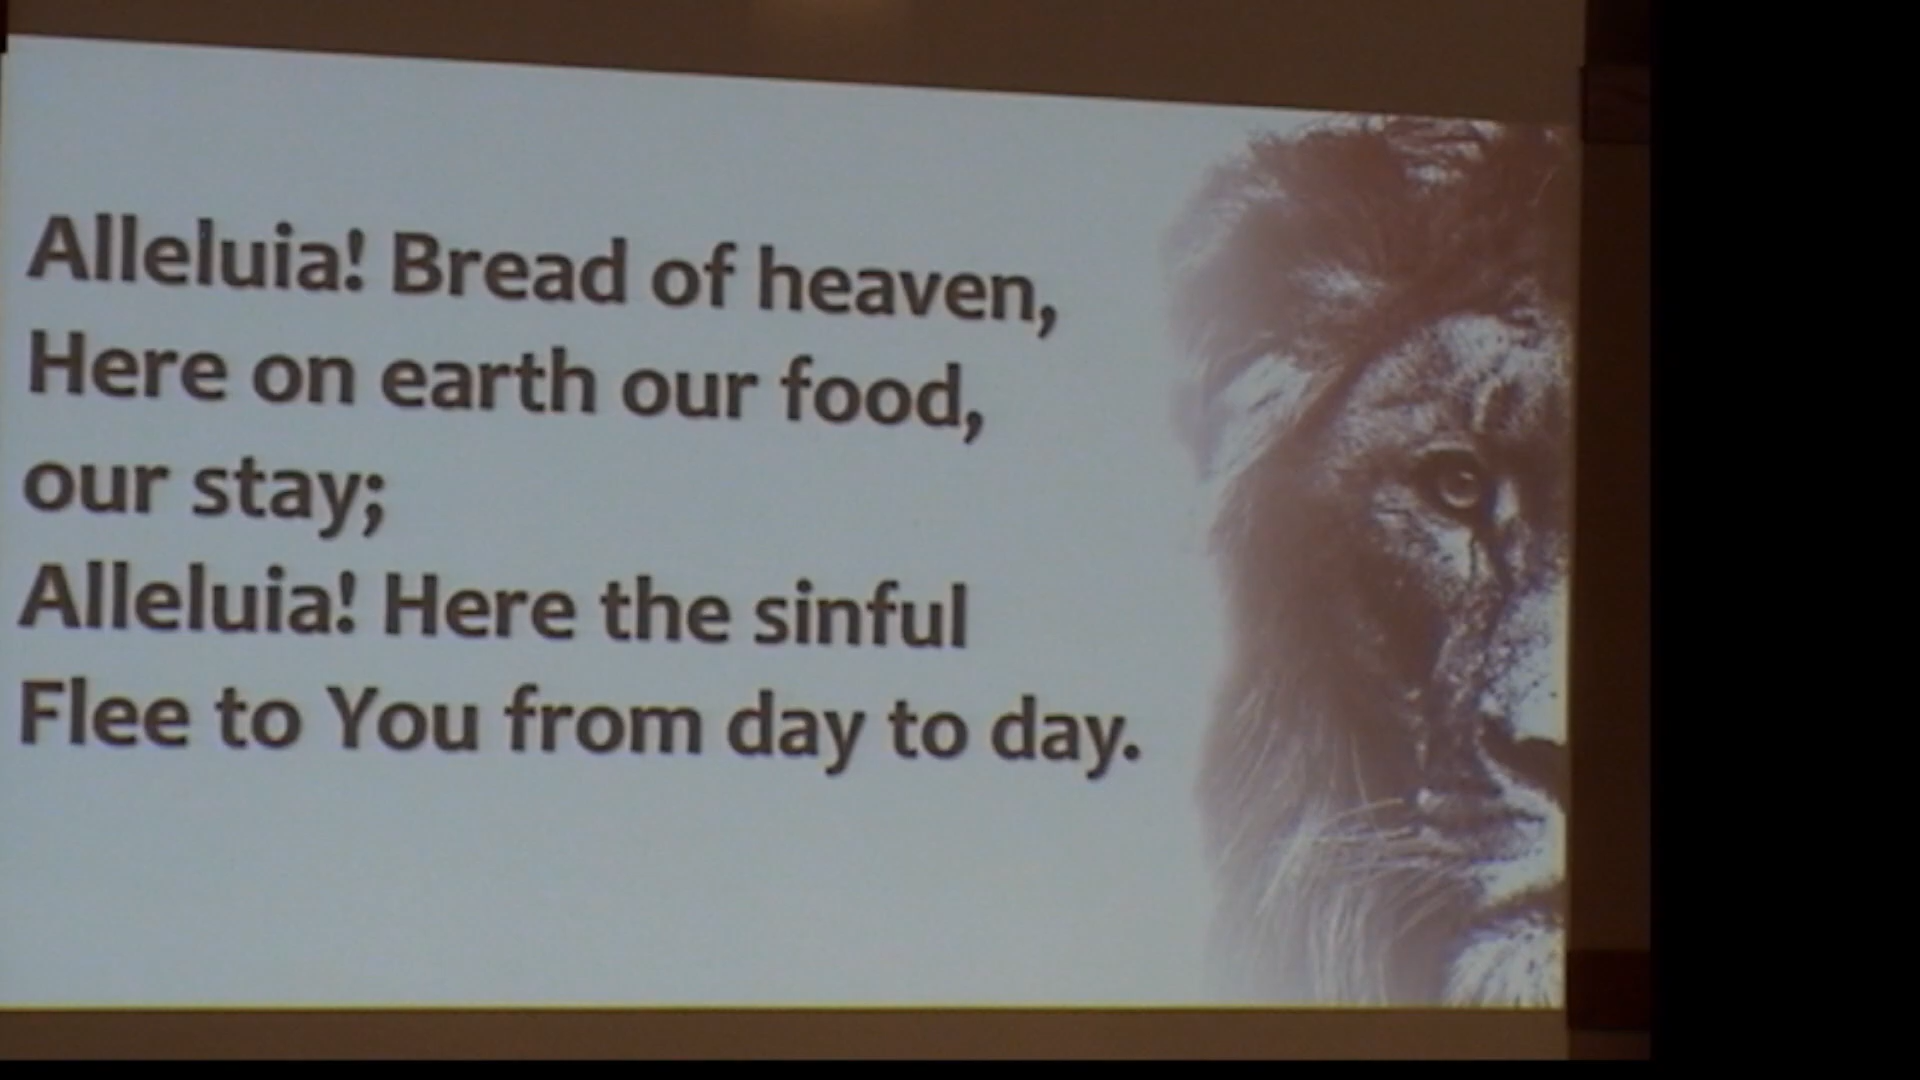 Alleluia! Bread of heaven,
Here on earth our food,
our stay;
Alleluia! Here the sinful
Flee to You from day to day.